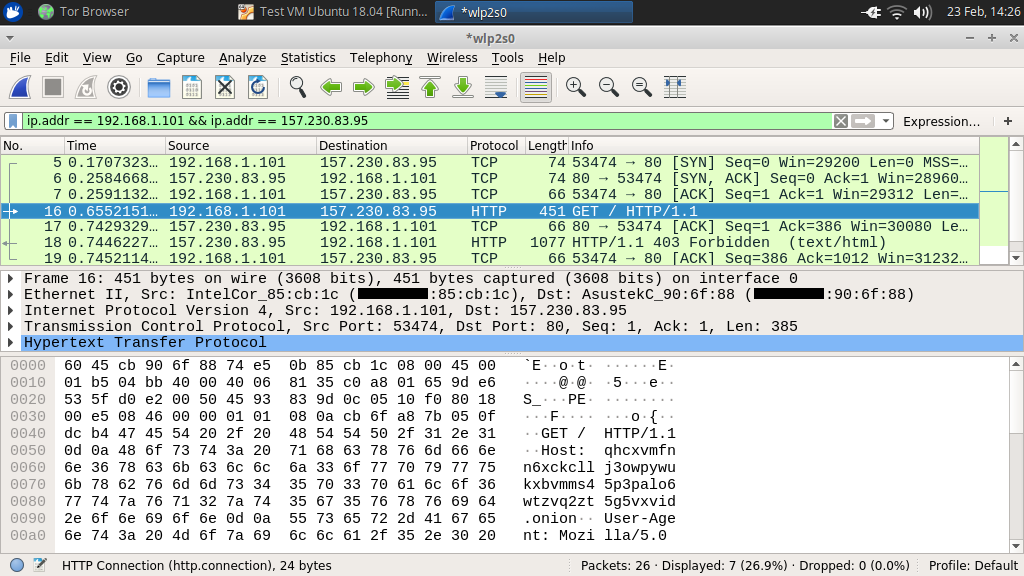 Tor Browser Test VM Ubuntu 18.04 [Runn... *wlp2s0 23 Feb, 14:26
*wlp2s0
File Edit View Go Capture Analyze Statistics Telephony Wireless Tools Help
ip.addr == 192.168.1.101 && ip.addr == 157.230.83.95 Expression... +
No. Time Source Destination Protocol Length Info
5 0.1707323... 192.168.1.101 157.230.83.95 TCP 74 53474 → 80 [SYN] Seq=0 Win=29200 Len=0 MSS=...
6 0.2584668... 157.230.83.95 192.168.1.101 TCP 74 80 → 53474 [SYN, ACK] Seq=0 Ack=1 Win=28960...
7 0.2591132... 192.168.1.101 157.230.83.95 TCP 66 53474 → 80 [ACK] Seq=1 Ack=1 Win=29312 Len=...
16 0.6552151... 192.168.1.101 157.230.83.95 HTTP 451 GET / HTTP/1.1
17 0.7429329... 157.230.83.95 192.168.1.101 TCP 66 80 → 53474 [ACK] Seq=1 Ack=386 Win=30080 Le...
18 0.7446227... 157.230.83.95 192.168.1.101 HTTP 1077 HTTP/1.1 403 Forbidden (text/html)
19 0.7452114... 192.168.1.101 157.230.83.95 TCP 66 53474 → 80 [ACK] Seq=386 Ack=1012 Win=31232...
Frame 16: 451 bytes on wire (3608 bits), 451 bytes captured (3608 bits) on interface 0
Ethernet II, Src: IntelCor_85:cb:1c (:85:cb:1c), Dst: AsustekC_90:6f:88 (:90:6f:88)
Internet Protocol Version 4, Src: 192.168.1.101, Dst: 157.230.83.95
Transmission Control Protocol, Src Port: 53474, Dst Port: 80, Seq: 1, Ack: 1, Len: 385
Hypertext Transfer Protocol
0000 60 45 cb 90 6f 88 74 e5 0b 85 cb 1c 08 00 45 00 `E··o·t· ······E·
0010 01 b5 04 bb 40 00 40 06 81 35 c0 a8 01 65 9d e6 ····@·@· ·5···e··
0020 53 5f d0 e2 00 50 45 93 83 9d 0c 05 10 f0 80 18 S_···PE· ········
0030 00 e5 08 46 00 00 01 01 08 0a cb 6f a8 7b 05 0f ···F···· ···o·{··
0040 dc b4 47 45 54 20 2f 20 48 54 54 50 2f 31 2e 31 ··GET / HTTP/1.1
0050 0d 0a 48 6f 73 74 3a 20 71 68 63 78 76 6d 66 6e ··Host: qhcxvmfn
0060 6e 36 78 63 6b 63 6c 6c 6a 33 6f 77 70 79 77 75 n6xckcll j3owpywu
0070 6b 78 62 76 6d 6d 73 34 35 70 33 70 61 6c 6f 36 kxbvmms4 5p3palo6
0080 77 74 7a 76 71 32 7a 74 35 67 35 76 78 76 69 64 wtzvq2zt 5g5vxvid
0090 2e 6f 6e 69 6f 6e 0d 0a 55 73 65 72 2d 41 67 65 .onion·· User-Age
00a0 6e 74 3a 20 4d 6f 7a 69 6c 6c 61 2f 35 2e 30 20 nt: Mozi lla/5.0
HTTP Connection (http.connection), 24 bytes Packets: 26 · Displayed: 7 (26.9%) · Dropped: 0 (0.0%) Profile: Default